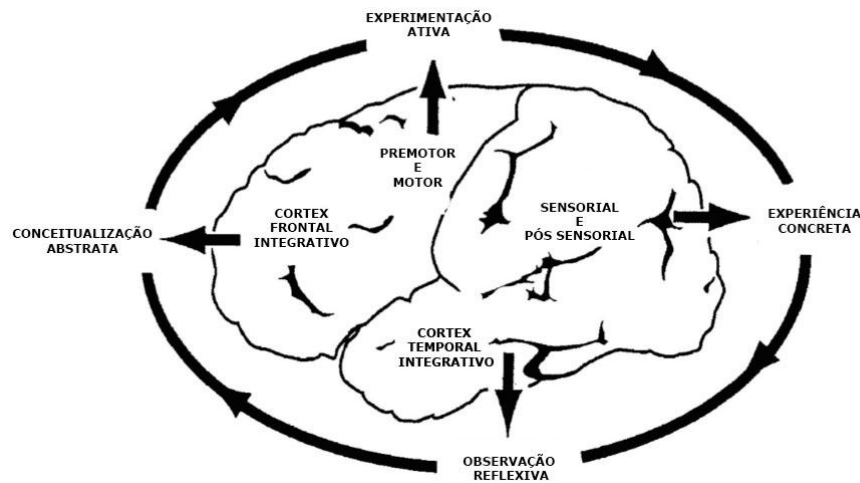 EXPERIMENTAÇÃO
ATIVA
PREMOTOR
E
MOTOR
CORTEX
FRONTAL
INTEGRATIVO
SENSORIAL
E
PÓS SENSORIAL
CONCEITUALIZAÇÃO
ABSTRATA
EXPERIÊNCIA
CONCRETA
CORTEX
TEMPORAL
INTEGRATIVO
OBSERVAÇÃO
REFLEXIVA